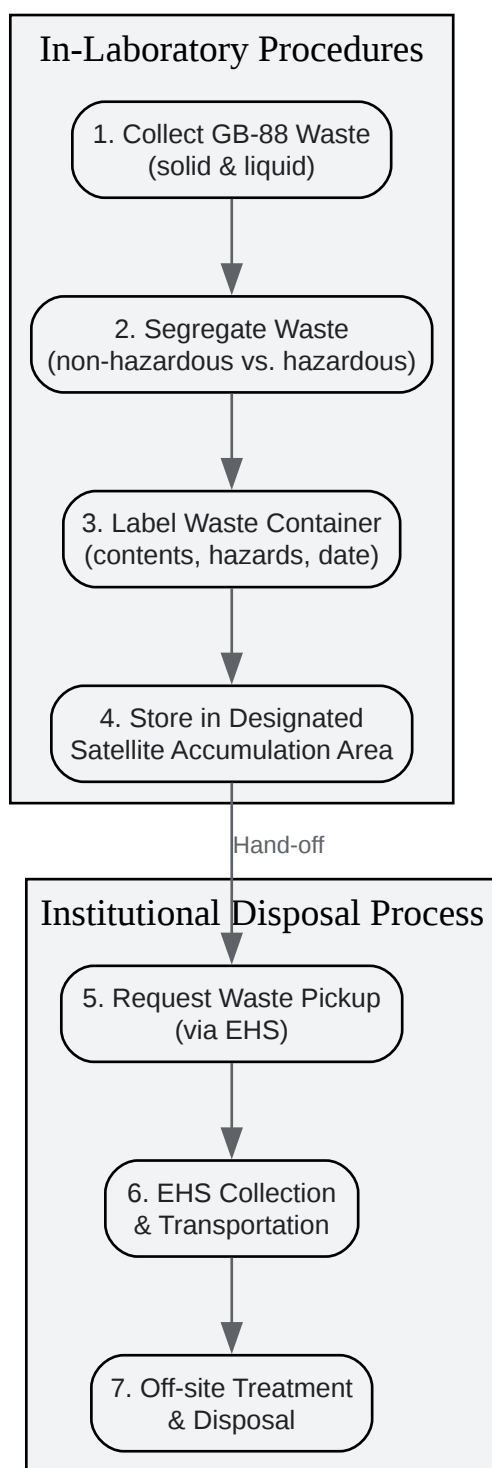 In-Laboratory Procedures
1. Collect GB-88 Waste
(solid & liquid)
2. Segregate Waste
(non-hazardous vs. hazardous)
3. Label Waste Container
(contents, hazards, date)
4. Store in Designated
Satellite Accumulation Area
Hand-off
Institutional Disposal Process
5. Request Waste Pickup
(via EHS)
6. EHS Collection
& Transportation
7. Off-site Treatment
& Disposal